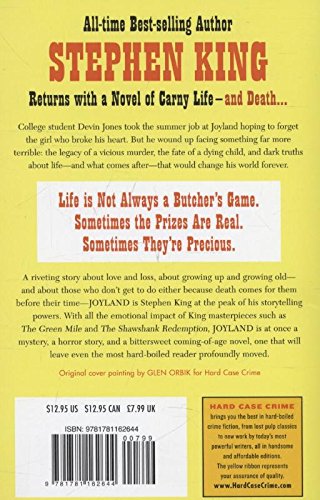 All-time Best-selling Author
STEPHEN KING
Returns with a Novel of Carny Life—and Death...
College student Devin Jones took the summer job at Joyland hoping to forget
the girl who broke his heart. But he wound up facing something far more
terrible: the legacy of a vicious murder, the fate of a dying child, and dark truths
about life—and what comes after—that would change his world forever.
Life is Not Always a Butcher's Game.
Sometimes the Prizes Are Real.
Sometimes They're Precious.
A riveting story about love and loss, about growing up and growing old—
and about those who don't get to do either because death comes for them
before their time—JOYLAND is Stephen King at the peak of his storytelling
powers. With all the emotional impact of King masterpieces such as
The Green Mile and The Shawshank Redemption, JOYLAND is at once a
mystery, a horror story, and a bittersweet coming-of-age novel, one that
will leave even the most hard-boiled reader profoundly moved.
Original cover painting by GLEN ORBIK for Hard Case Crime
$12.95 US $12.95 CAN £7.99 UK
ISBN: 9781781162644
00799
9 781781 162644
HARD CASE CRIME
brings you the best in hard-boiled
crime fiction, from lost pulp classics
to new work by today's most
powerful writers, all in handsome
and affordable editions.
The yellow ribbon represents
your assurance of quality.
www.HardCaseCrime.com